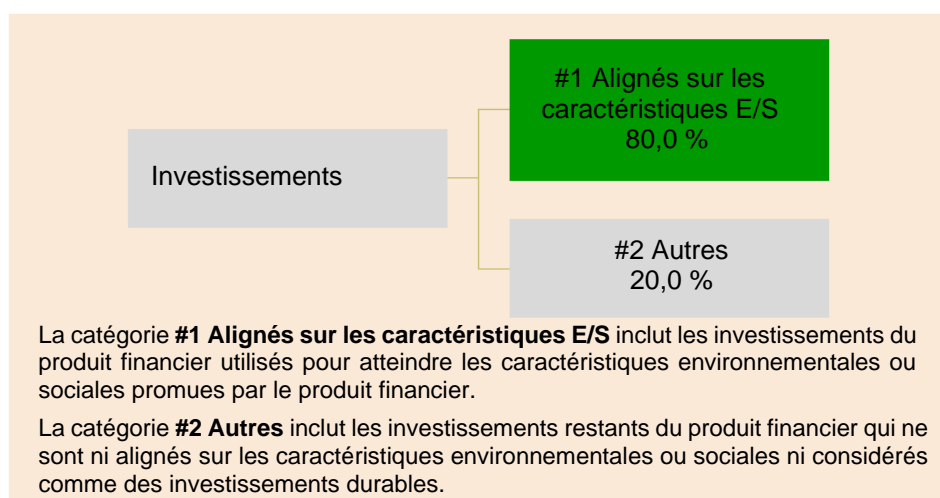 #1 Alignés sur les
caractéristiques E/S
80,0 %
Investissements
#2 Autres
20,0 %
La catégorie #1 Alignés sur les caractéristiques E/S inclut les investissements du
produit financier utilisés pour atteindre les caractéristiques environnementales ou
sociales promues par le produit financier.
La catégorie #2 Autres inclut les investissements restants du produit financier qui ne
sont ni alignés sur les caractéristiques environnementales ou sociales ni considérés
comme des investissements durables.